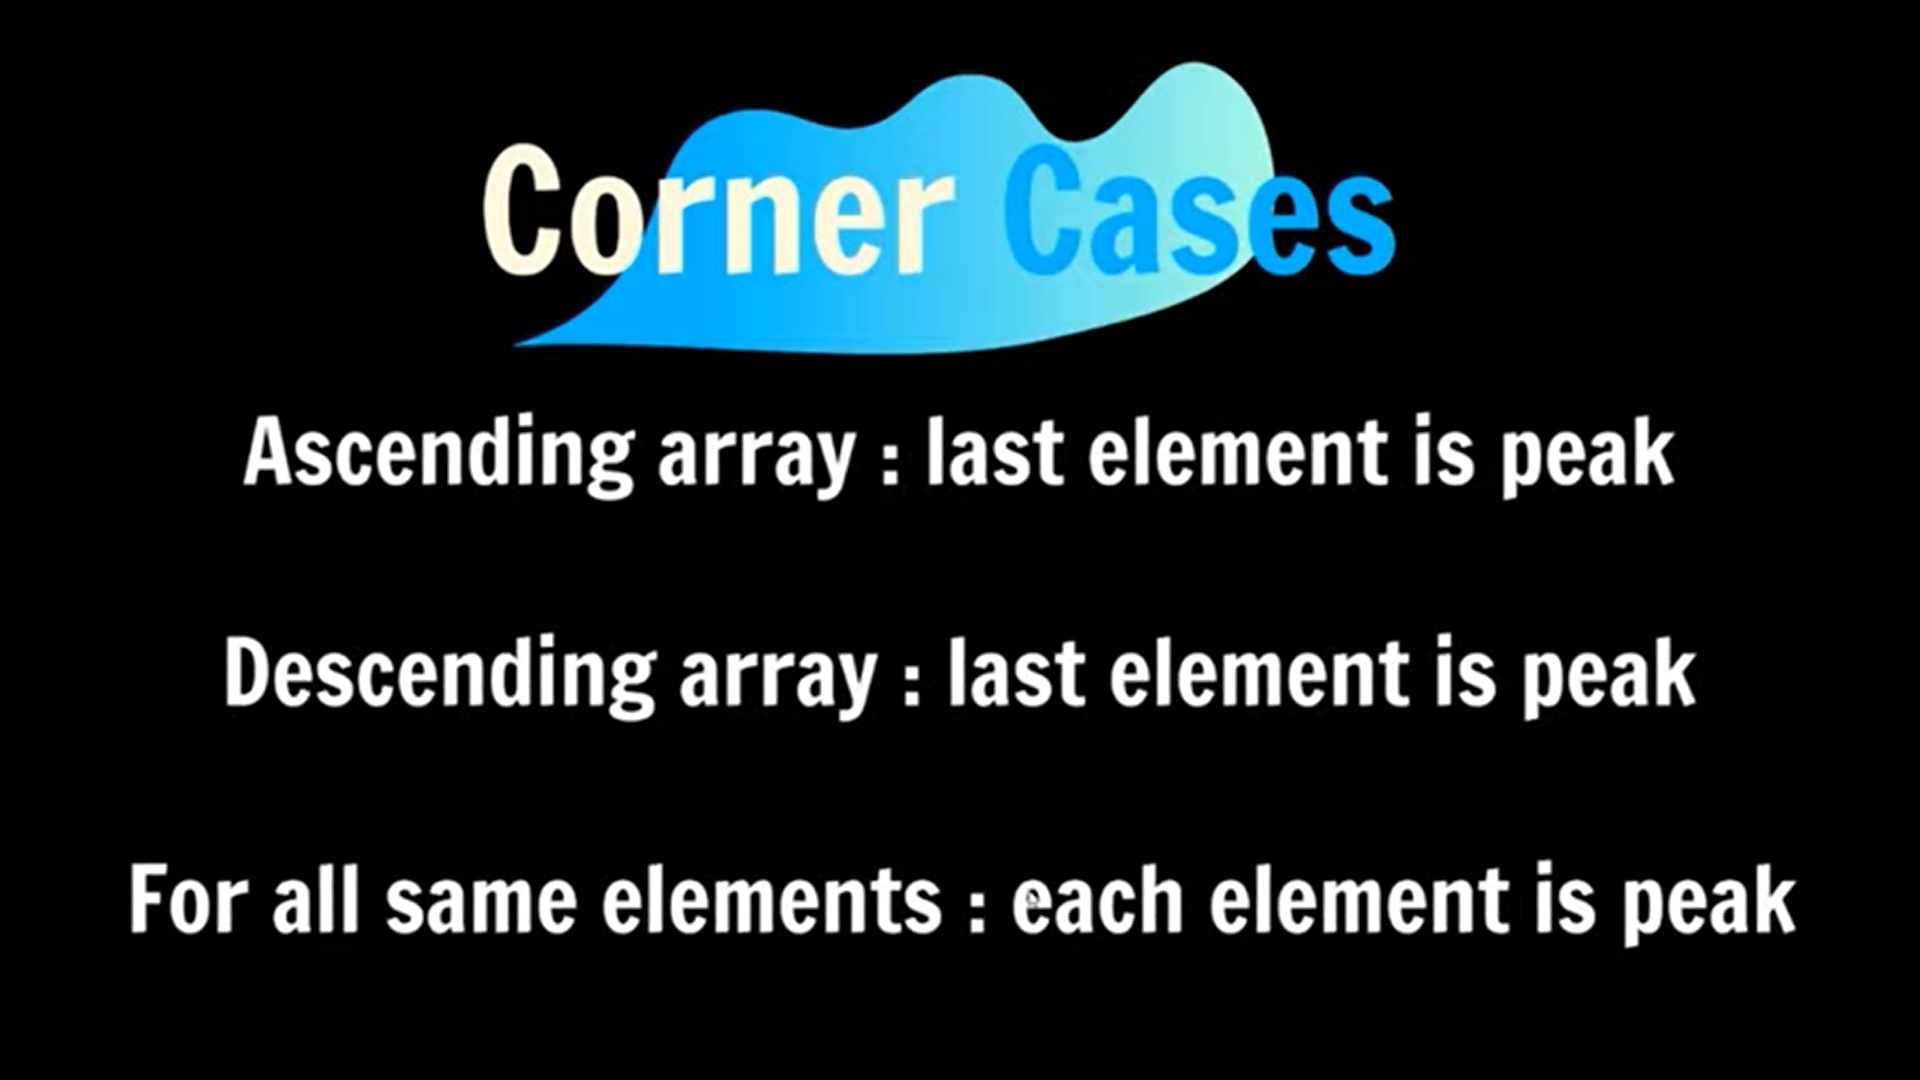 Corner Cases
Ascending array : last element is peak
Descending array : last element is peak
For all same elements : each element is peak